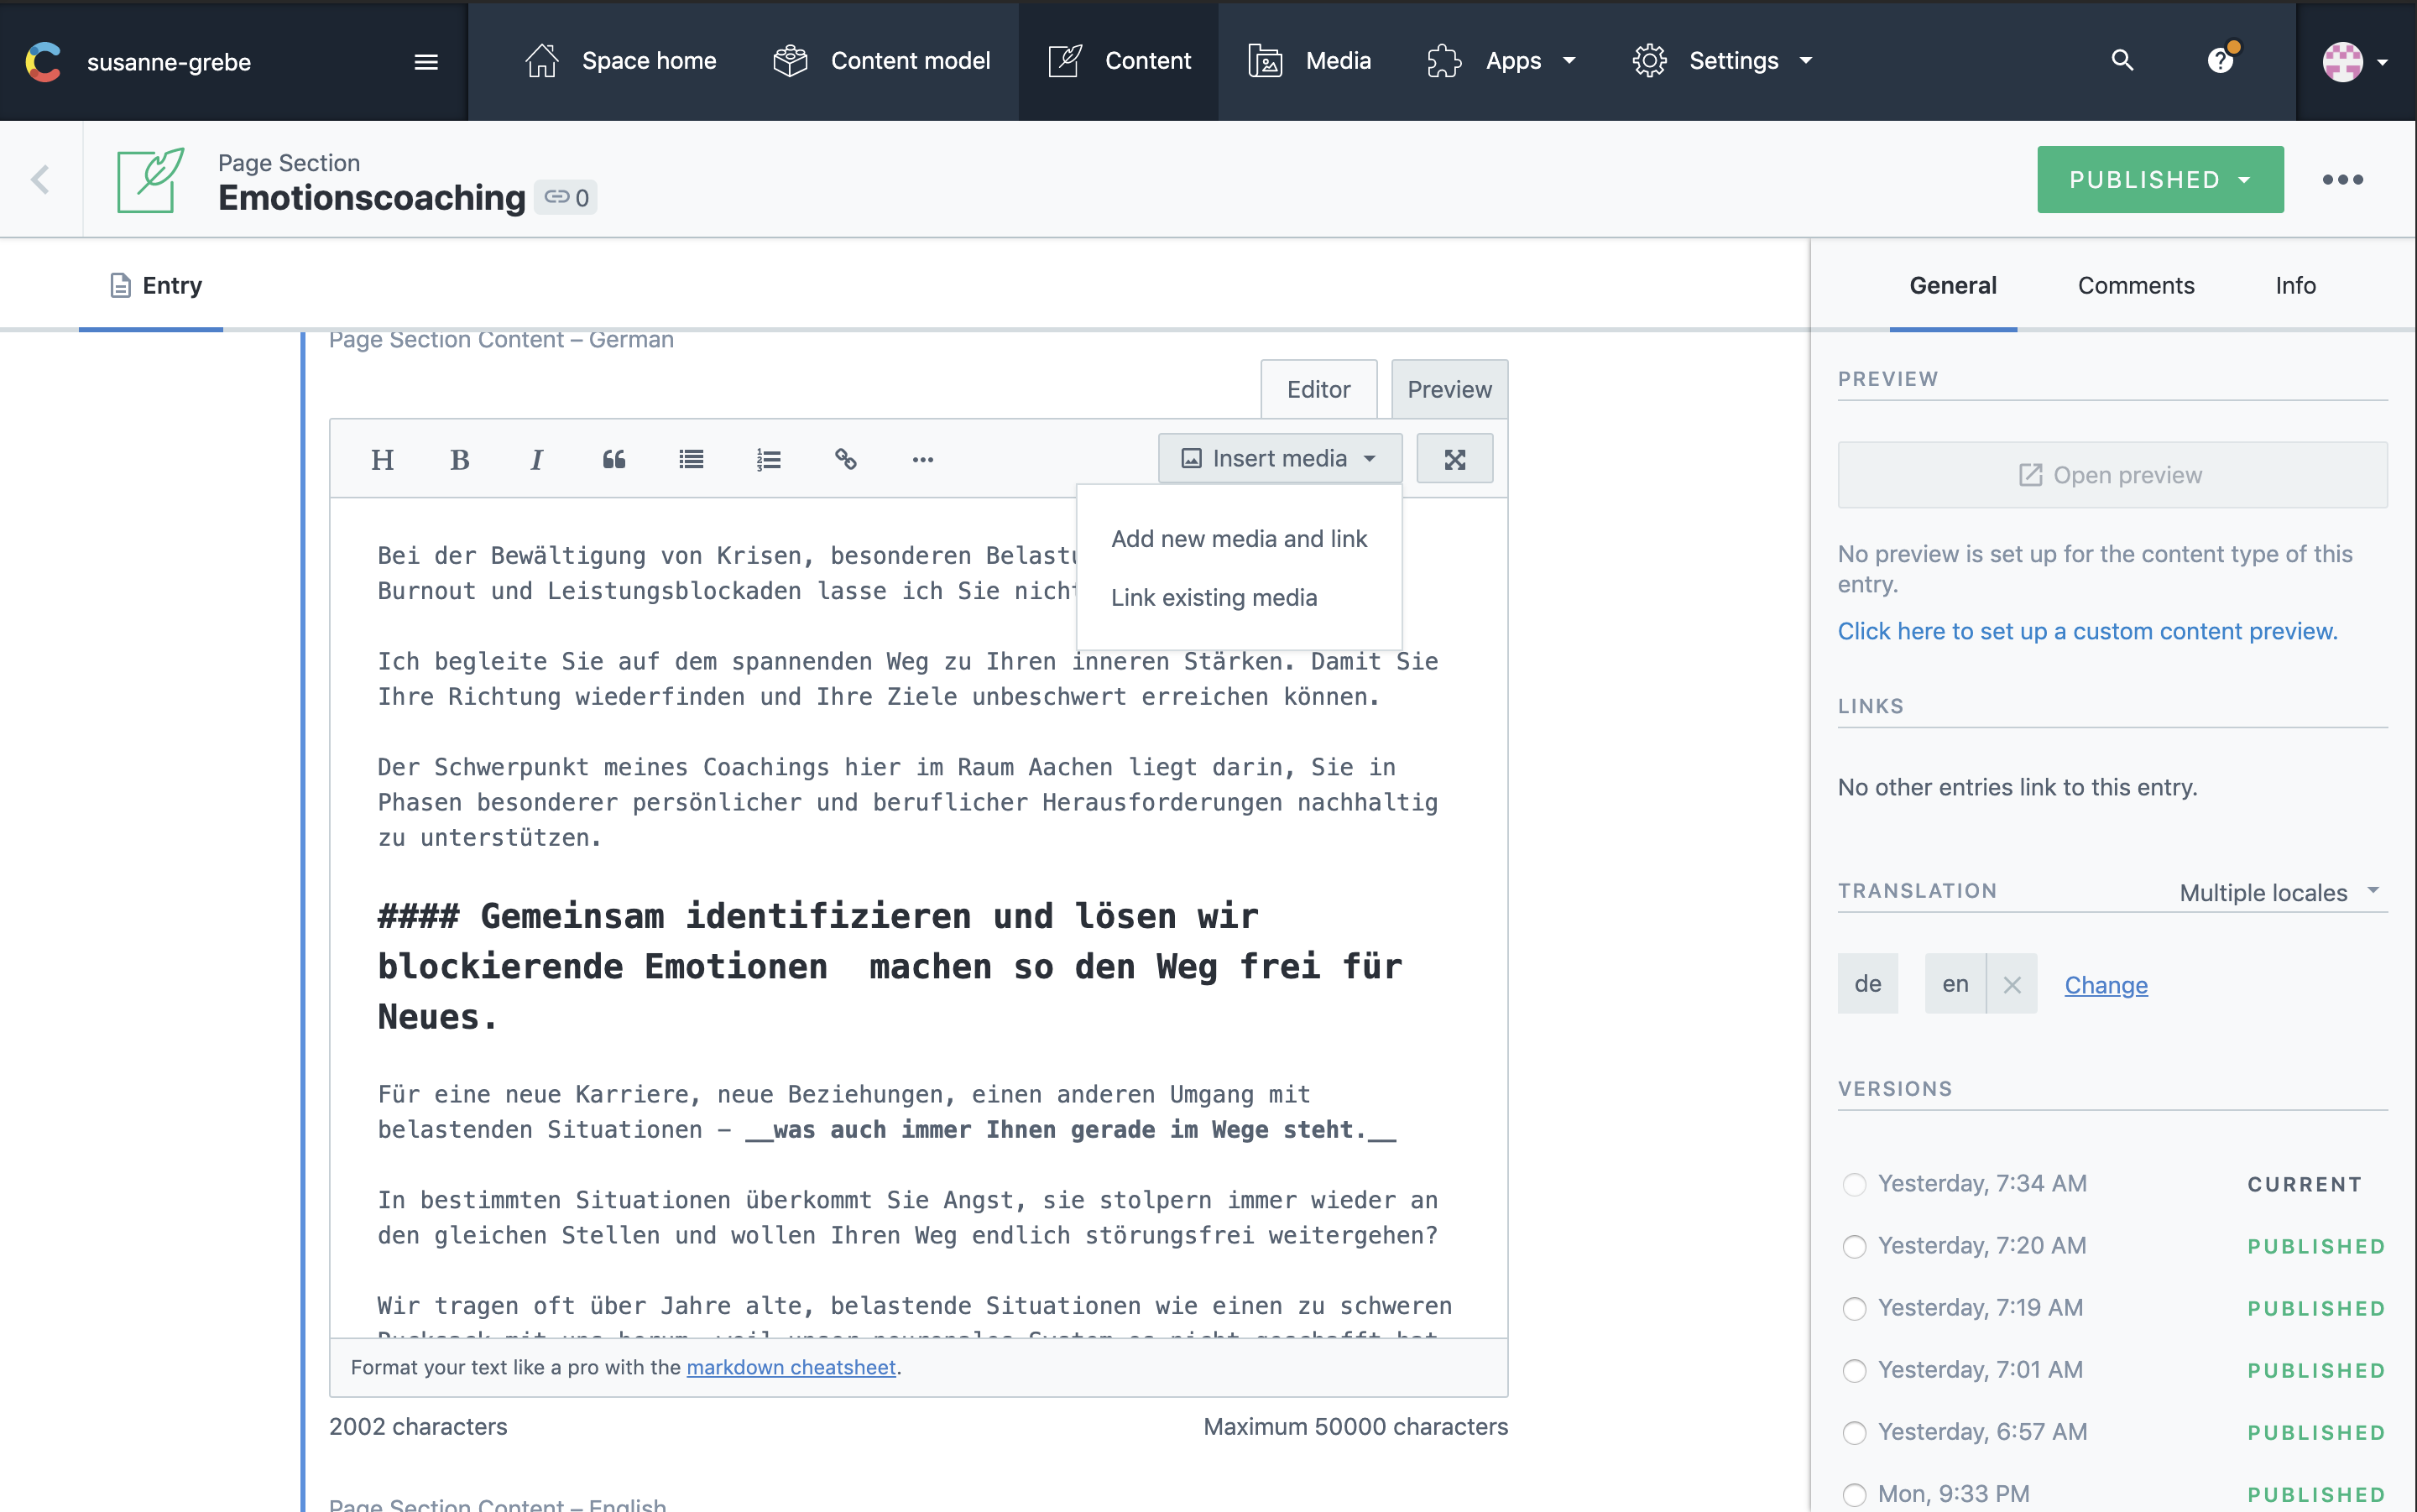 susanne-grebe
Space home
Content model
Content
Media
Apps
Settings
Page Section
Emotionscoaching
0
PUBLISHED
Entry
General
Comments
Info
Page Section Content – German
Editor
Preview
H B I
Insert media
Add new media and link
Link existing media
Bei der Bewältigung von Krisen, besonderen
Burnout und Leistungsblockaden lasse ich Sie
Ich begleite Sie auf dem spannenden Weg zu Ihren inneren Stärken. Damit Sie
Ihre Richtung wiederfinden und Ihre Ziele unbeschwert erreichen können.
Der Schwerpunkt meines Coachings hier im Raum Aachen liegt darin, Sie in
Phasen besonderer persönlicher und beruflicher Herausforderungen nachhaltig
zu unterstützen.
#### Gemeinsam identifizieren und lösen wir
blockierende Emotionen  machen so den Weg frei für
Neues.
Für eine neue Karriere, neue Beziehungen, einen anderen Umgang mit
belastenden Situationen – __was auch immer Ihnen gerade im Wege steht.__
In bestimmten Situationen überkommt Sie Angst, sie stolpern immer wieder an
den gleichen Stellen und wollen Ihren Weg endlich störungsfrei weitergehen?
Wir tragen oft über Jahre alte, belastende Situationen wie einen zu schweren
Format your text like a pro with the markdown cheatsheet.
2002 characters
Maximum 50000 characters
Page Section Content – English
PREVIEW
Open preview
No preview is set up for the content type of this
entry.
Click here to set up a custom content preview.
LINKS
No other entries link to this entry.
TRANSLATION
Multiple locales
de
en
Change
VERSIONS
Yesterday, 7:34 AM CURRENT
Yesterday, 7:20 AM PUBLISHED
Yesterday, 7:19 AM PUBLISHED
Yesterday, 7:01 AM PUBLISHED
Yesterday, 6:57 AM PUBLISHED
Mon, 9:33 PM PUBLISHED